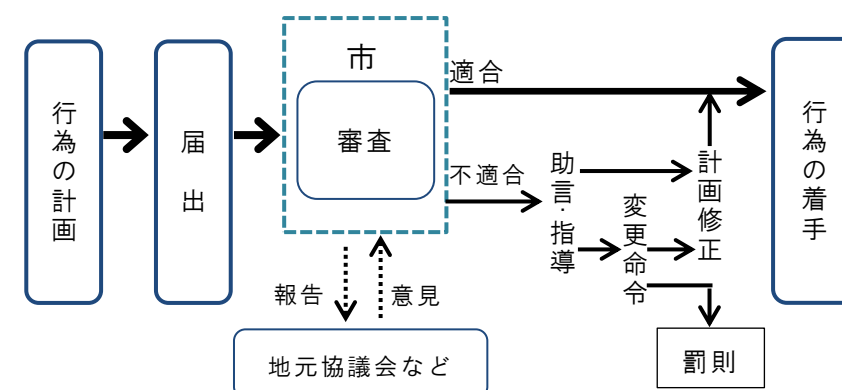 行為の計画
届出
市
審査
適合
不適合
助言・指導
変更命令
計画修正
行為の着手
報告
意見
地元協議会など
罰則